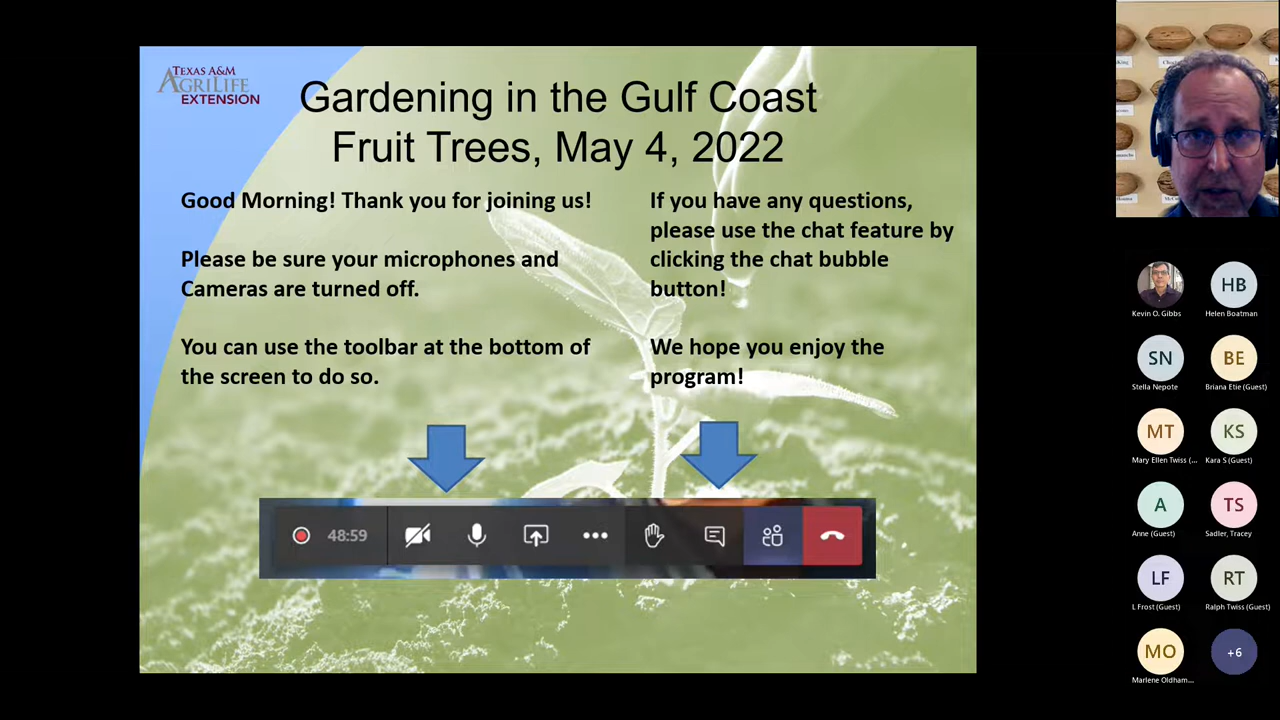 TEXAS A&M
AGRILIFE
EXTENSION
Gardening in the Gulf Coast
Fruit Trees, May 4, 2022
Good Morning! Thank you for joining us!
Please be sure your microphones and
Cameras are turned off.
You can use the toolbar at the bottom of
the screen to do so.
If you have any questions,
please use the chat feature by
clicking the chat bubble
button!
We hope you enjoy the
program!
48:59
Kevin O. Gibbs
HB
Helen Boatman
SN
Stella Nepote
BE
Briana Etie (Guest)
MT
Mary Ellen Twiss (...
KS
Kara S (Guest)
A
Anne (Guest)
TS
Sadler, Tracey
LF
L Frost (Guest)
RT
Ralph Twiss (Guest)
MO
Marlene Oldham...
+6